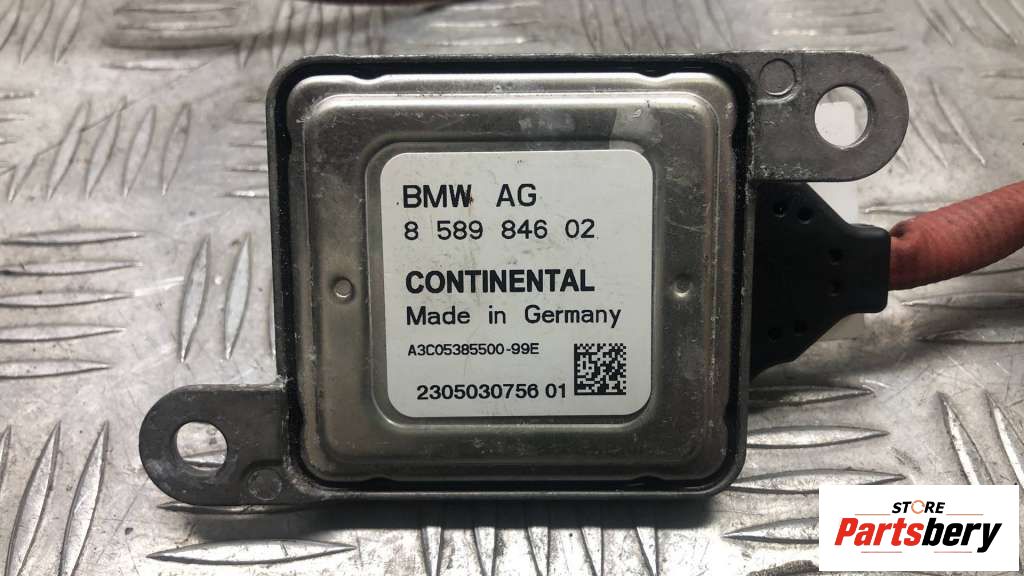 BMW AG
8 589 846 02
CONTINENTAL
Made in Germany
A3C05385500-99E
2305030756 01
STORE
Partsbery